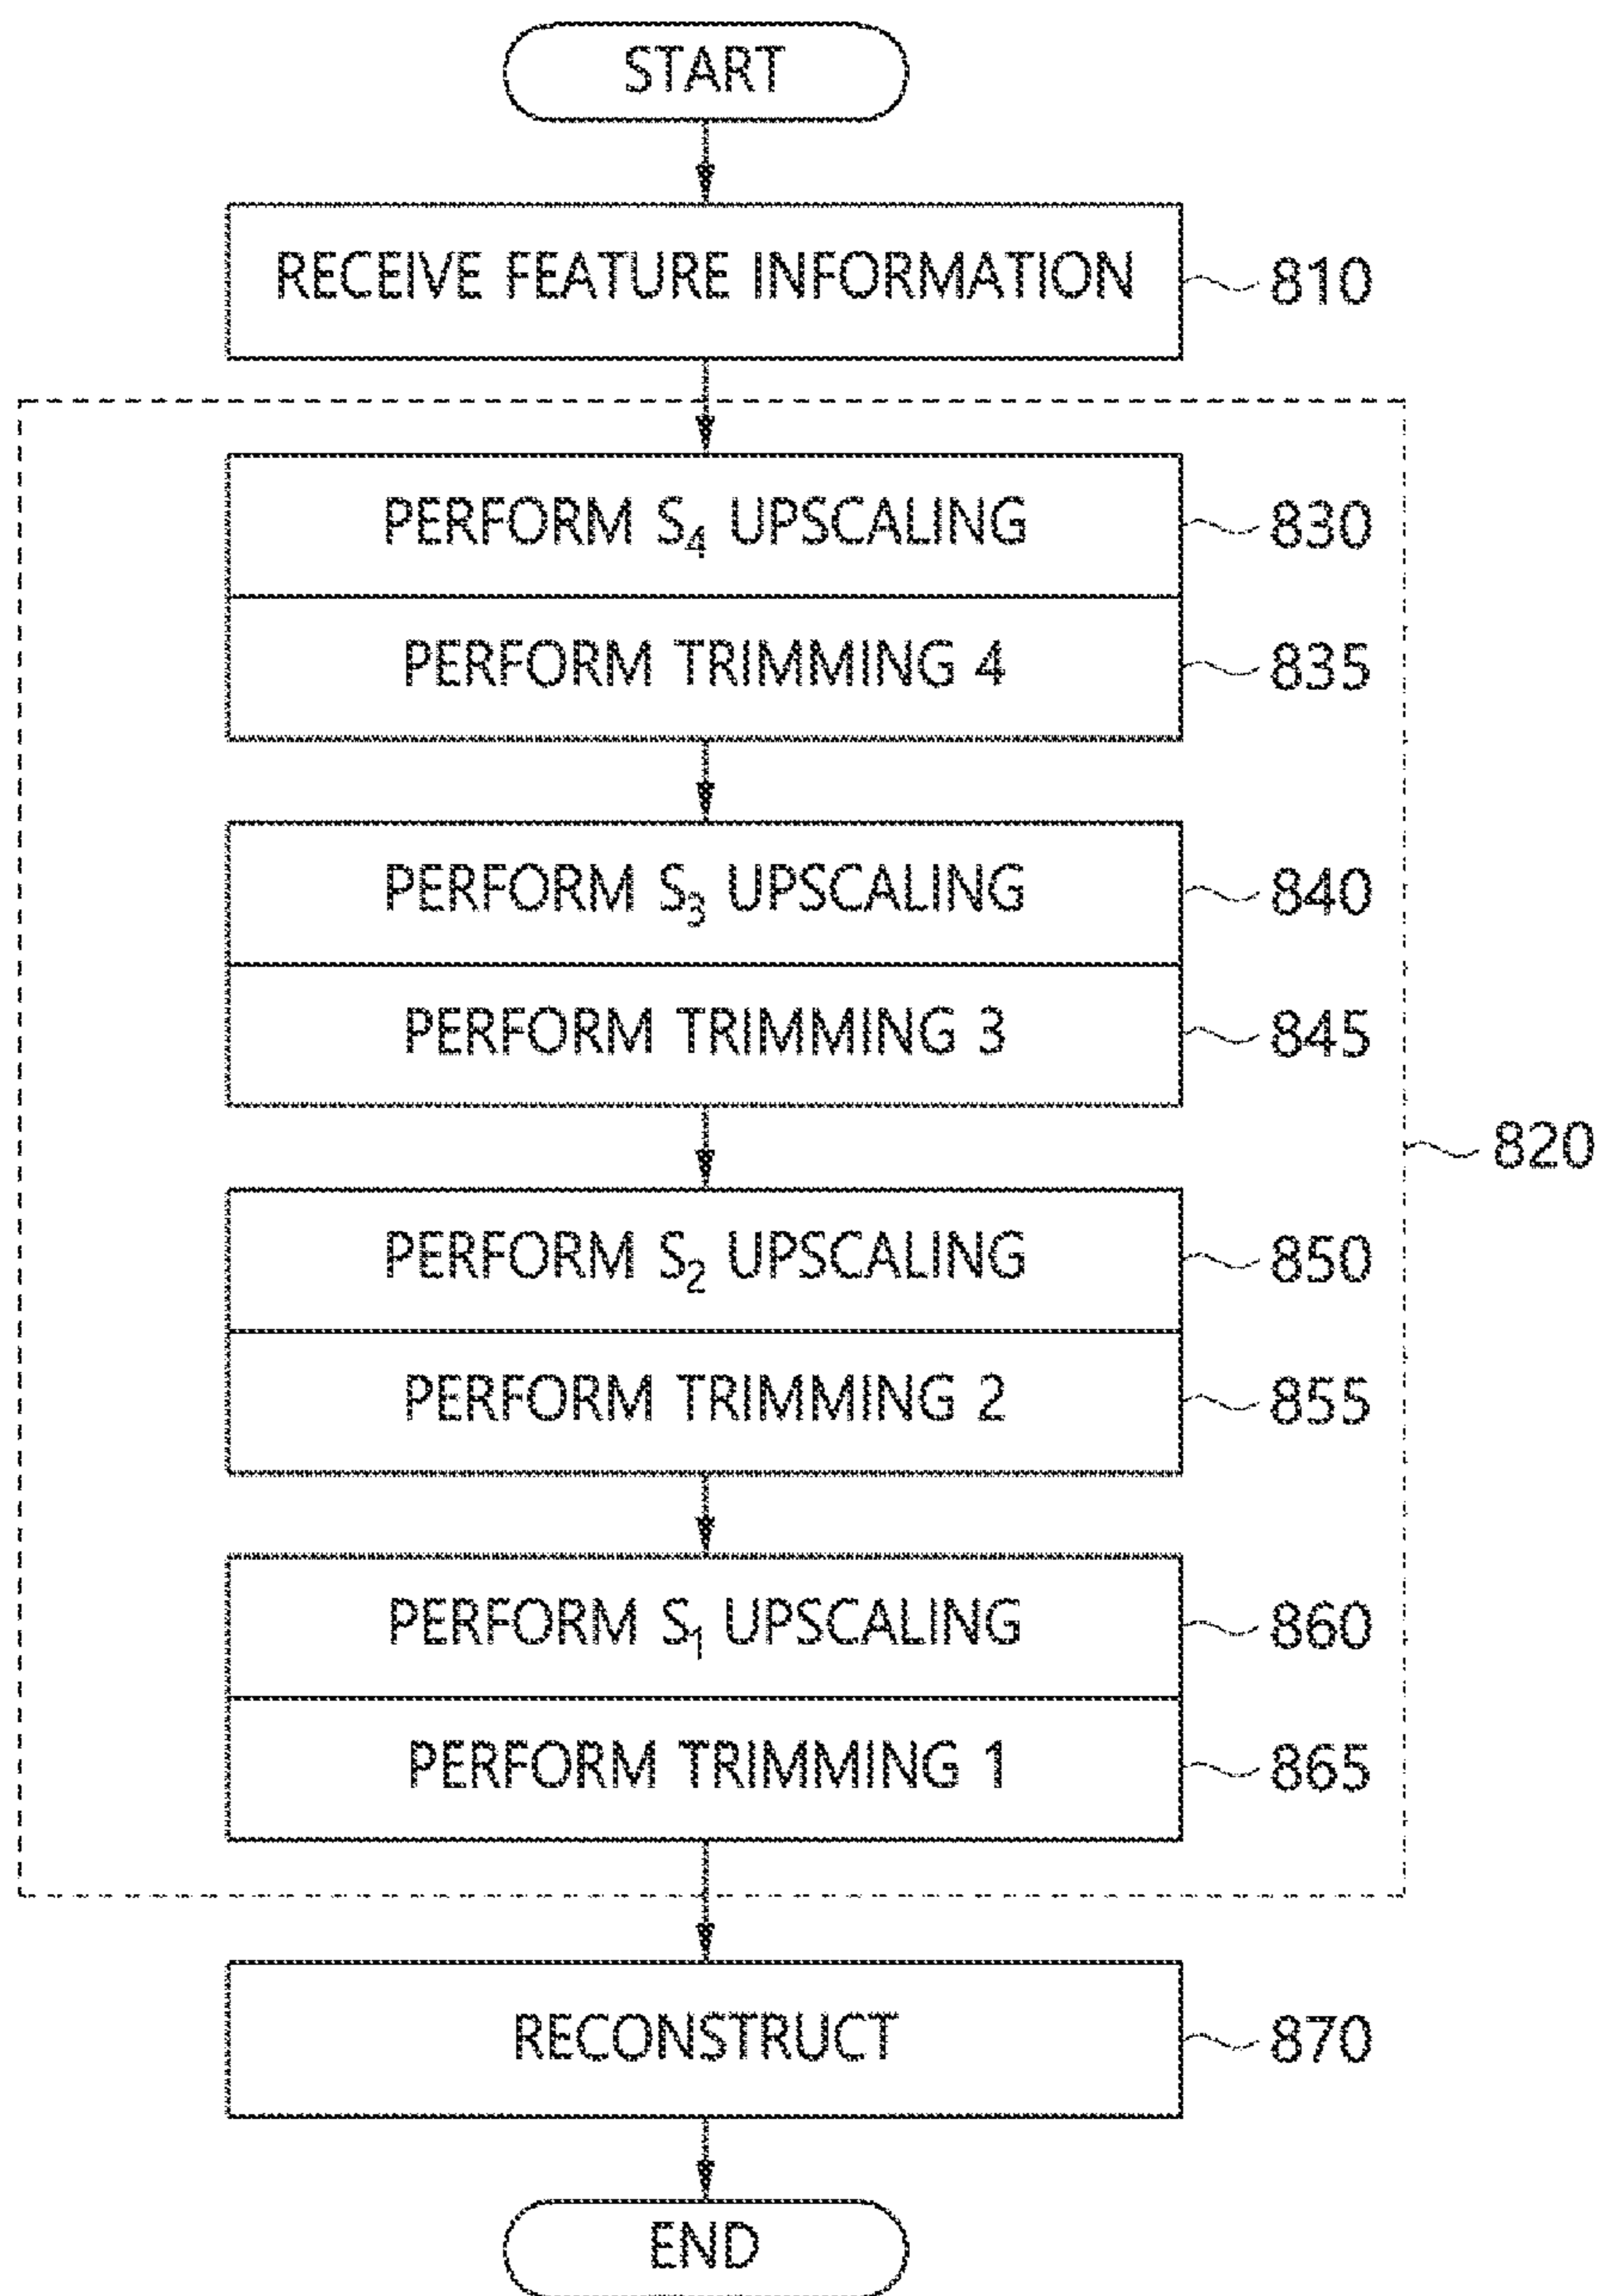 START
RECEIVE FEATURE INFORMATION
810
PERFORM S4 UPSCALING
830
PERFORM TRIMMING 4
835
PERFORM S3 UPSCALING
840
PERFORM TRIMMING 3
845
820
PERFORM S2 UPSCALING
850
PERFORM TRIMMING 2
855
PERFORM S1 UPSCALING
860
PERFORM TRIMMING 1
865
RECONSTRUCT
870
END